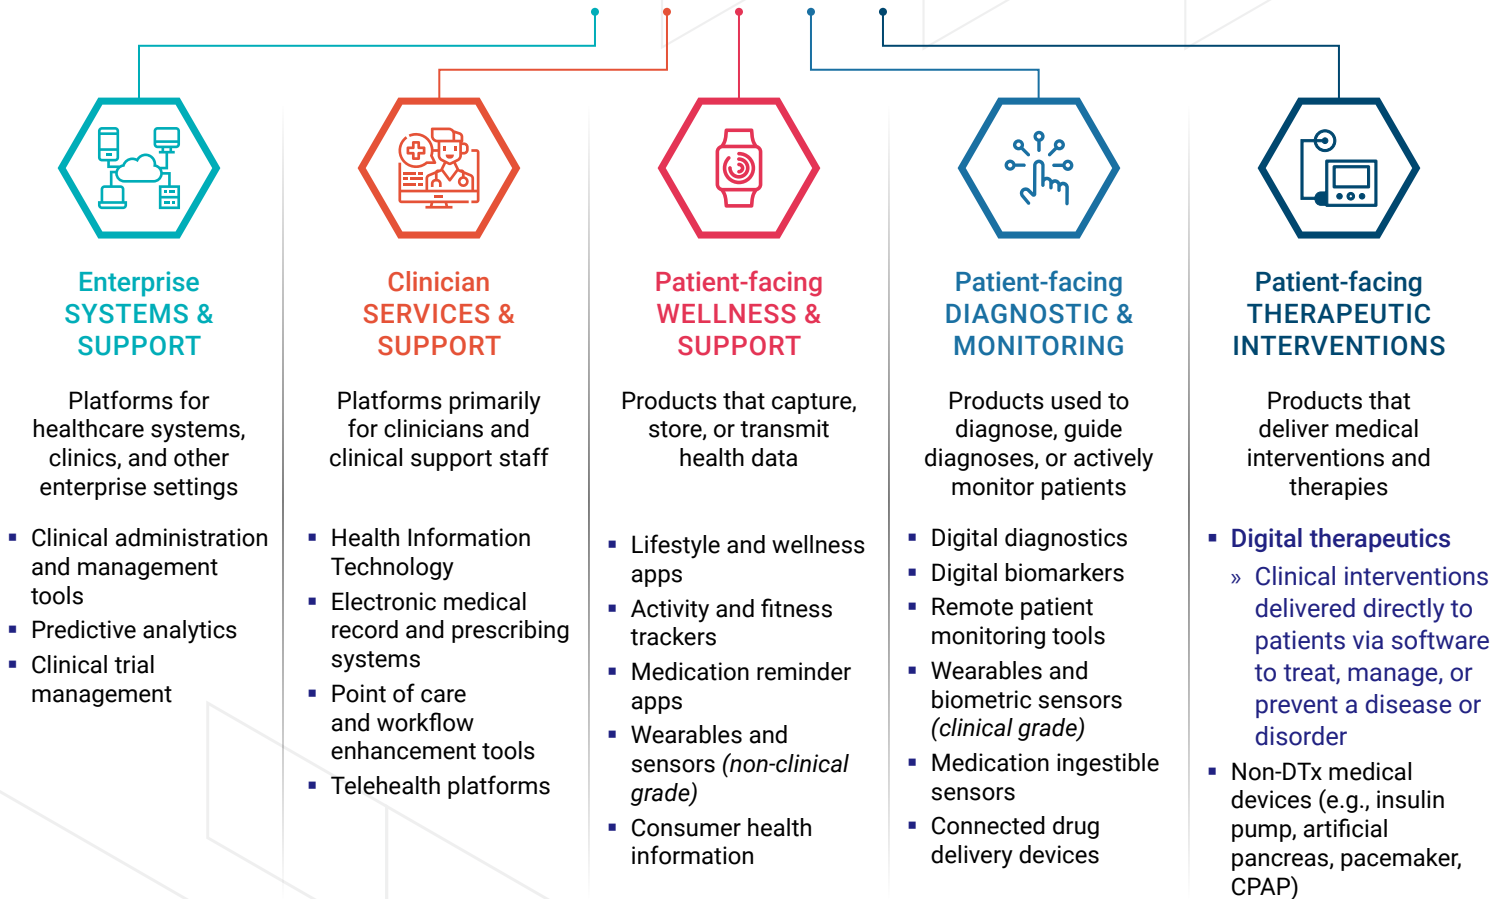 Enterprise
SYSTEMS &
SUPPORT
Platforms for
healthcare systems,
clinics, and other
enterprise settings
▪ Clinical administration
and management
tools
▪ Predictive analytics
▪ Clinical trial
management
Clinician
SERVICES &
SUPPORT
Platforms primarily
for clinicians and
clinical support staff
▪ Health Information
Technology
▪ Electronic medical
record and prescribing
systems
▪ Point of care
and workflow
enhancement tools
▪ Telehealth platforms
Patient-facing
WELLNESS &
SUPPORT
Products that capture,
store, or transmit
health data
▪ Lifestyle and wellness
apps
▪ Activity and fitness
trackers
▪ Medication reminder
apps
▪ Wearables and
sensors (non-clinical
grade)
▪ Consumer health
information
Patient-facing
DIAGNOSTIC &
MONITORING
Products used to
diagnose, guide
diagnoses, or actively
monitor patients
▪ Digital diagnostics
▪ Digital biomarkers
▪ Remote patient
monitoring tools
▪ Wearables and
biometric sensors
(clinical grade)
▪ Medication ingestible
sensors
▪ Connected drug
delivery devices
Patient-facing
THERAPEUTIC
INTERVENTIONS
Products that
deliver medical
interventions and
therapies
▪ Digital therapeutics
» Clinical interventions
delivered directly to
patients via software
to treat, manage, or
prevent a disease or
disorder
▪ Non-DTx medical
devices (e.g., insulin
pump, artificial
pancreas, pacemaker,
CPAP)